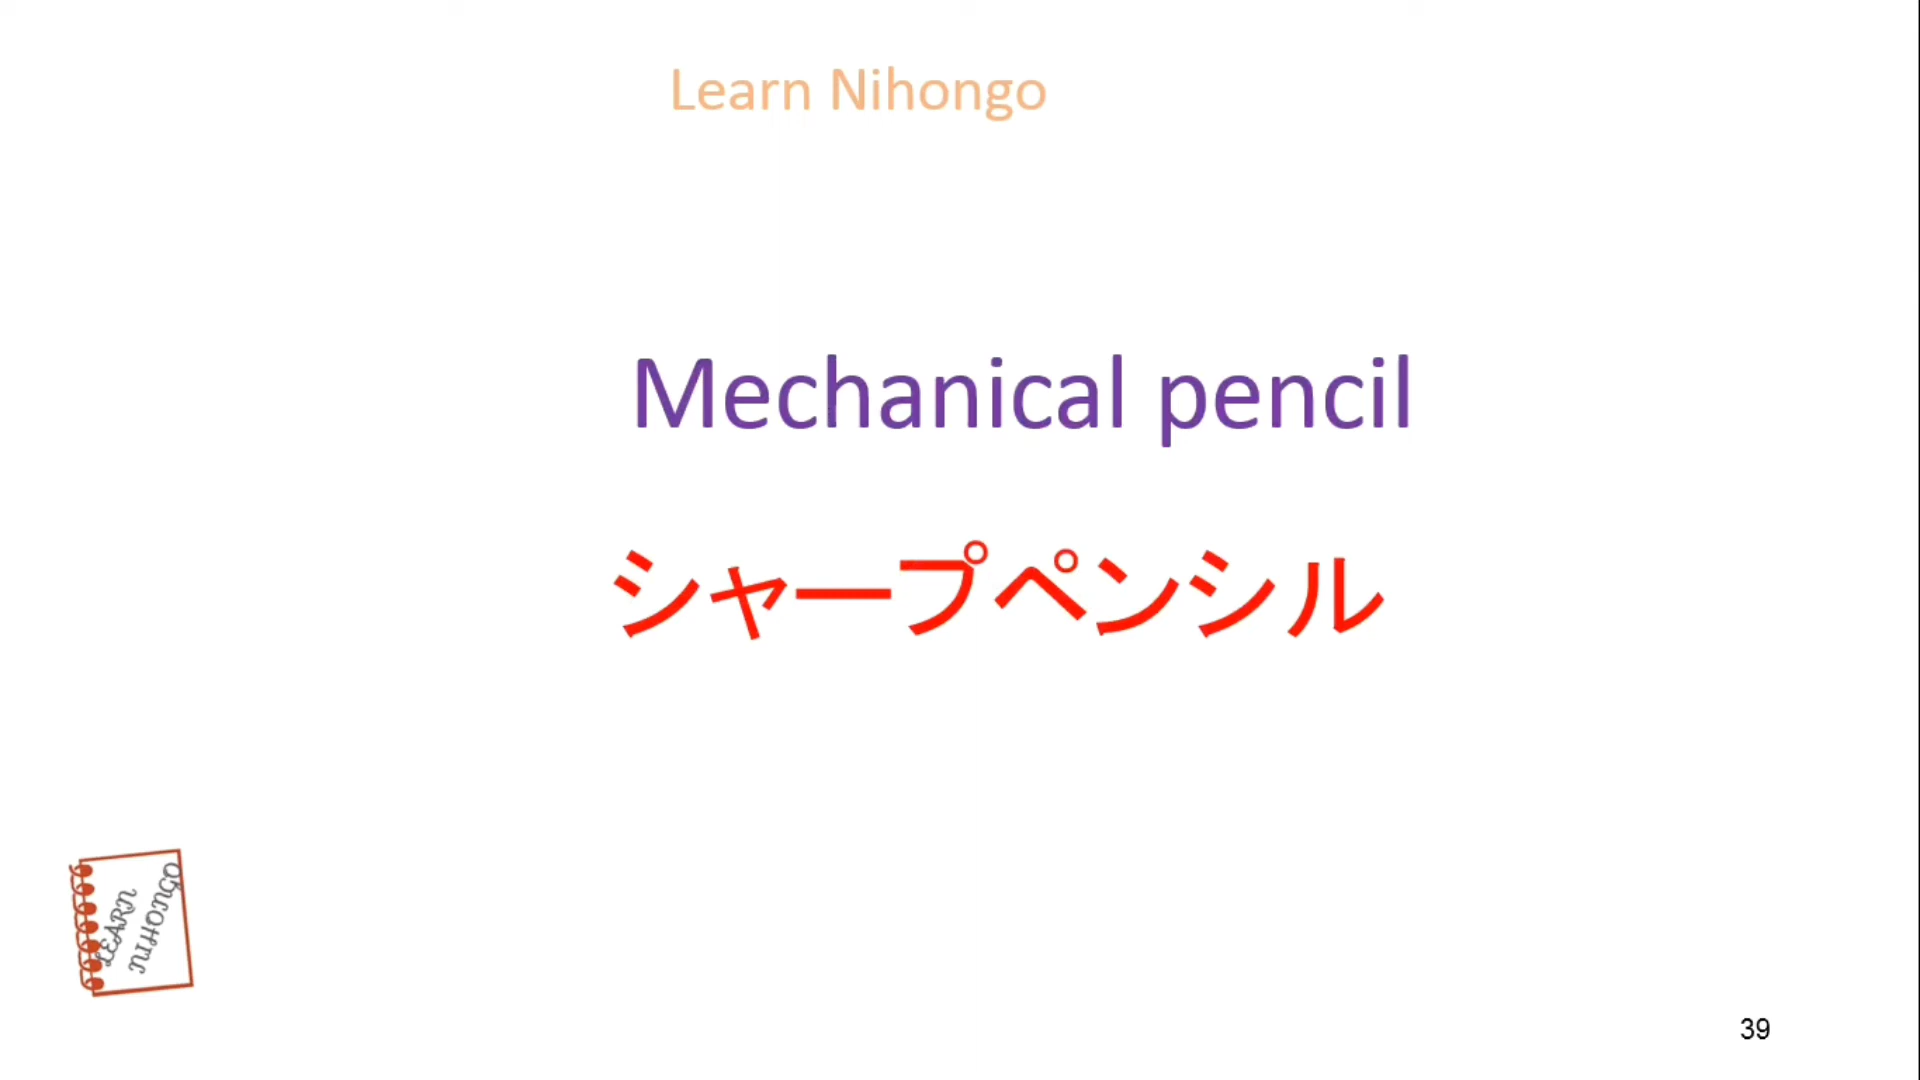 Learn Nihongo
Mechanical pencil
シャープペンシル
LEARN
NIHONGO
39